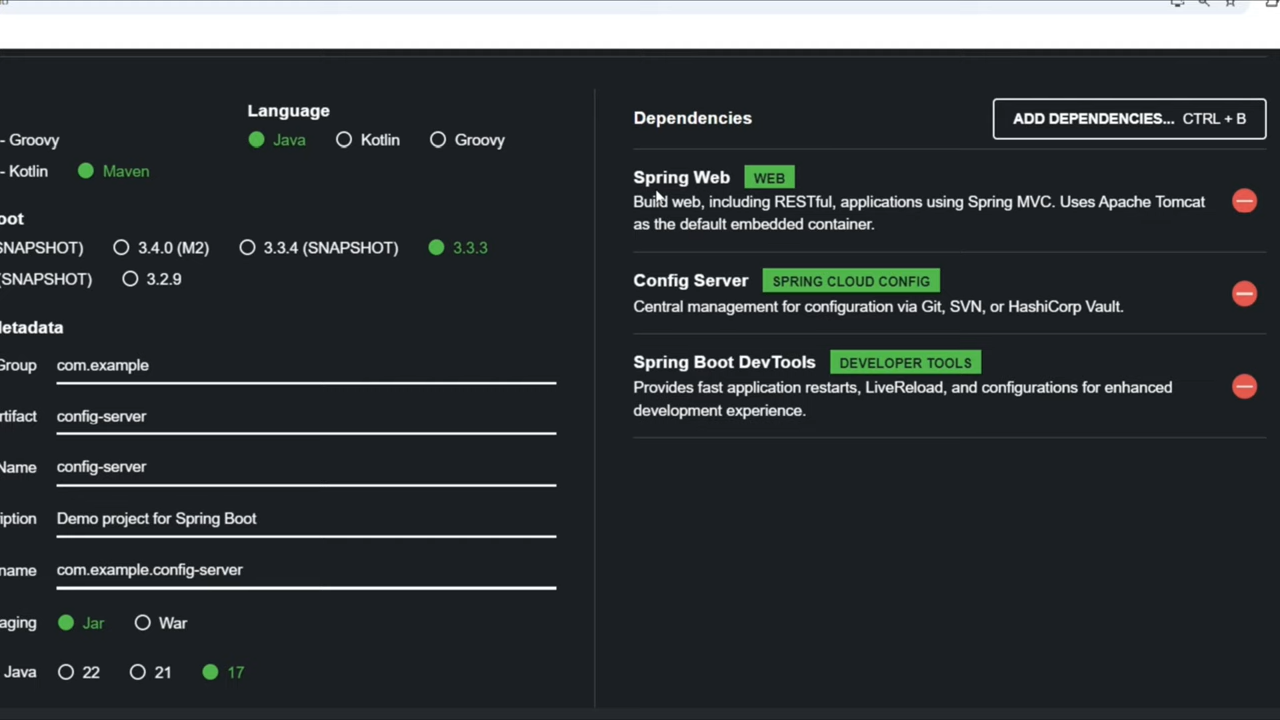 Language
- Groovy
Java
Kotlin
Groovy
- Kotlin
Maven
oot
SNAPSHOT)
3.4.0 (M2)
3.3.4 (SNAPSHOT)
3.3.3
(SNAPSHOT)
3.2.9
etadata
Group
com.example
rtifact
config-server
Name
config-server
iption
Demo project for Spring Boot
name
com.example.config-server
aging
Jar
War
Java
22
21
17
Dependencies
ADD DEPENDENCIES... CTRL + B
Spring Web WEB
Build web, including RESTful, applications using Spring MVC. Uses Apache Tomcat
as the default embedded container.
Config Server SPRING CLOUD CONFIG
Central management for configuration via Git, SVN, or HashiCorp Vault.
Spring Boot DevTools DEVELOPER TOOLS
Provides fast application restarts, LiveReload, and configurations for enhanced
development experience.